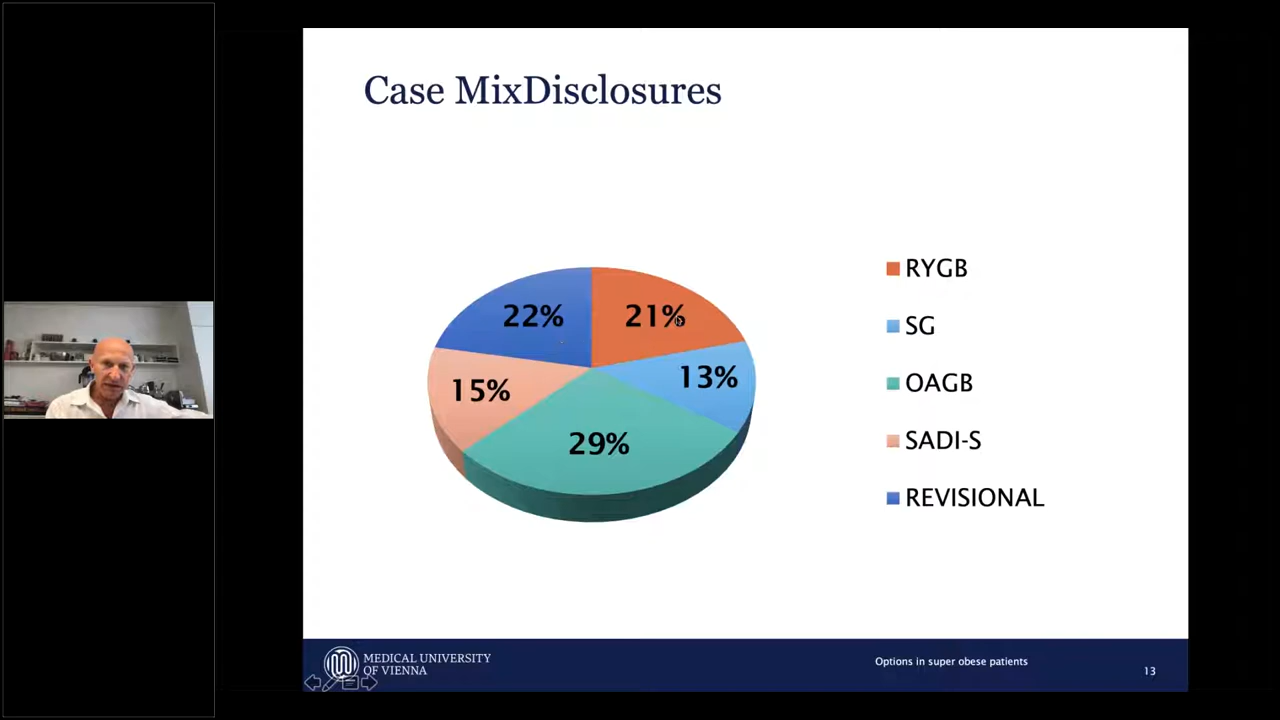 Case MixDisclosures
22%
21%
13%
15%
29%
RYGB
SG
OAGB
SADI-S
REVISIONAL
MEDICAL UNIVERSITY
OF VIENNA
Options in super obese patients
13